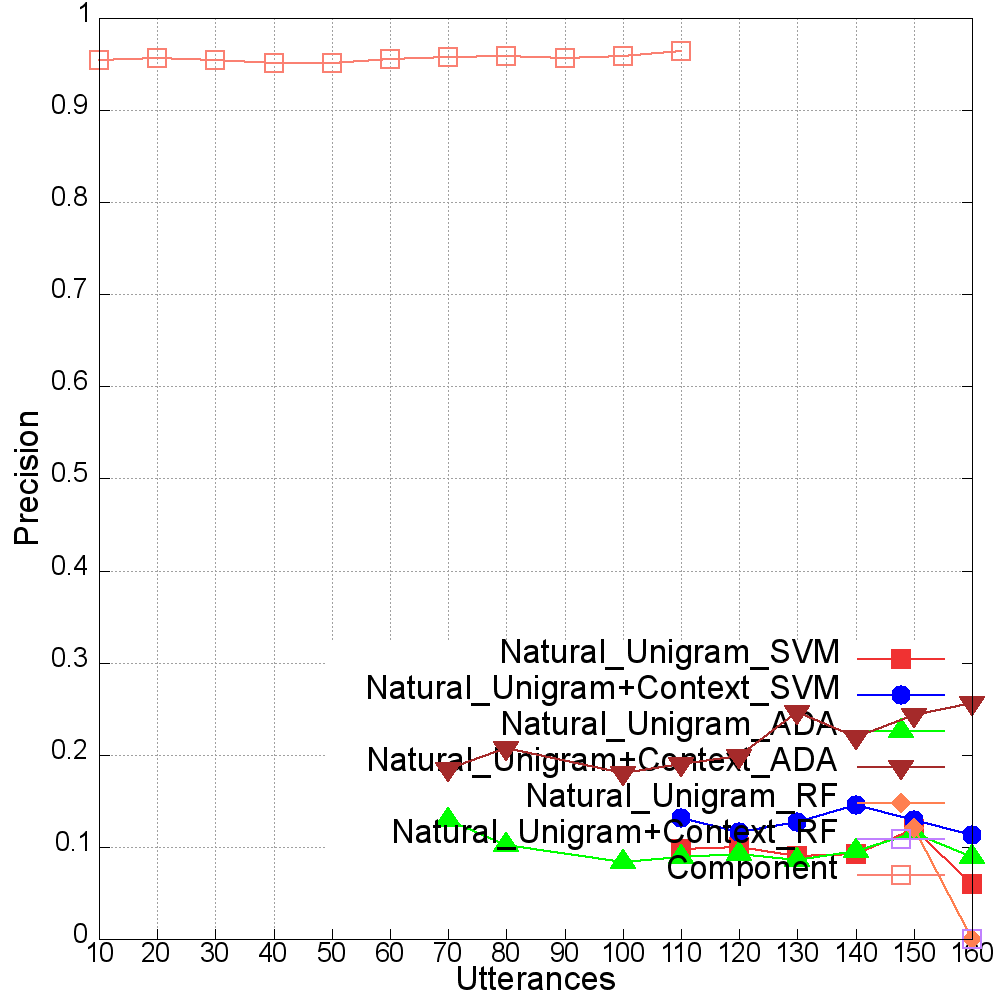 1
0.9
0.8
0.7
0.6
0.5
0.4
0.3
0.2
0.1
0
Precision
Natural_Unigram_SVM
Natural_Unigram+Context_SVM
Natural_Unigram_ADA
Natural_Unigram+Context_ADA
Natural_Unigram_RF
Natural_Unigram+Context_RF
Component
10 20 30 40 50 60 70 80 90 100 110 120 130 140 150 160
Utterances